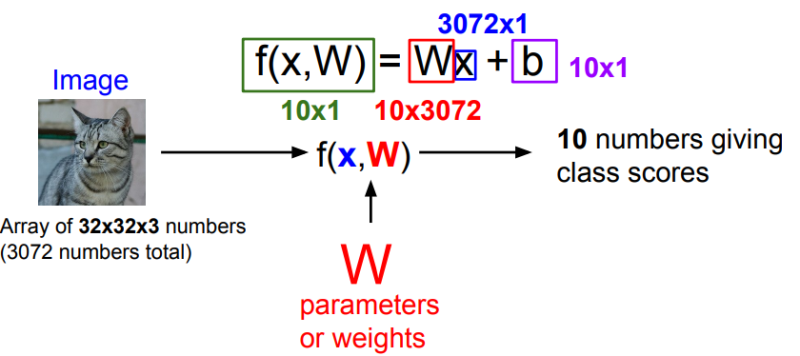 3072x1
f(x,W) = Wx + b 10x1
10x1 10x3072
Image
f(x,W)
10 numbers giving
class scores
Array of 32x32x3 numbers
(3072 numbers total)
W
parameters
or weights